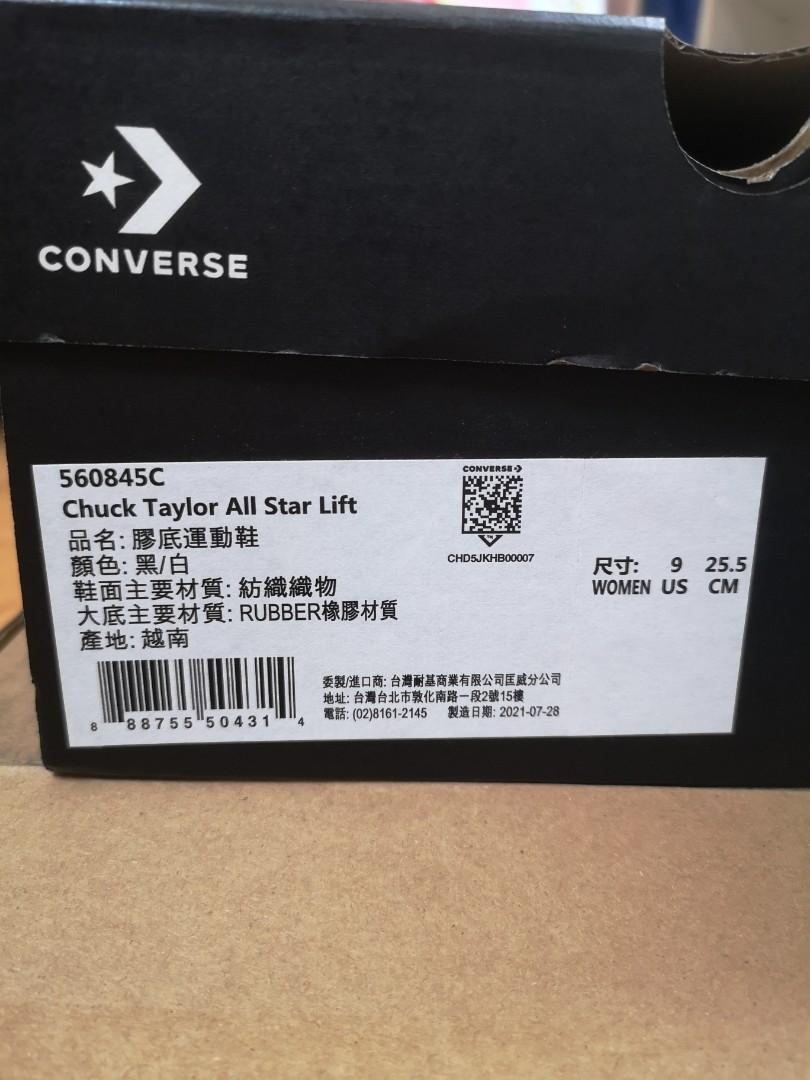 CONVERSE
560845C
Chuck Taylor All Star Lift
品名: 膠底運動鞋
顏色: 黑/白
鞋面主要材質: 紡織織物
大底主要材質: RUBBER橡膠材質
產地: 越南
8 88755 50431 4
CONVERSE
CHD5JKHB00007
尺寸: 9 25.5
WOMEN US CM
委製/進口商: 台灣耐基商業有限公司匡威分公司
地址: 台灣台北市敦化南路一段2號15樓
電話: (02)8161-2145 製造日期: 2021-07-28